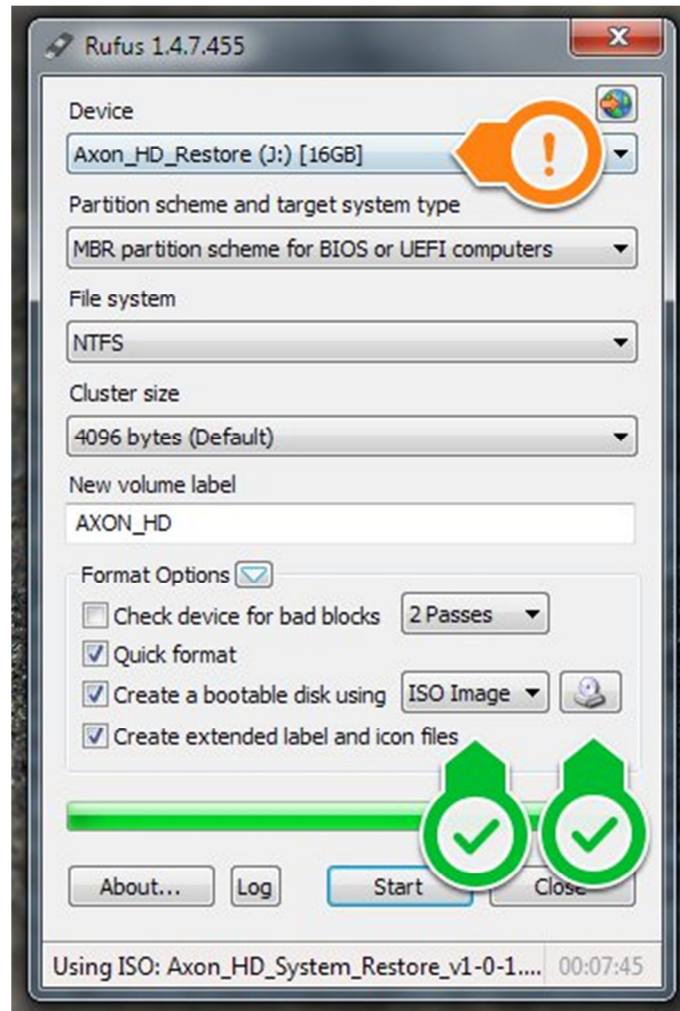 Rufus 1.4.7.455
Device
Axon_HD_Restore (J:) [16GB]
Partition scheme and target system type
MBR partition scheme for BIOS or UEFI computers
File system
NTFS
Cluster size
4096 bytes (Default)
New volume label
AXON_HD
Format Options
Check device for bad blocks 2 Passes
Quick format
Create a bootable disk using ISO Image
Create extended label and icon files
About... Log Start Close
Using ISO: Axon_HD_System_Restore_v1-0-1.... 00:07:45